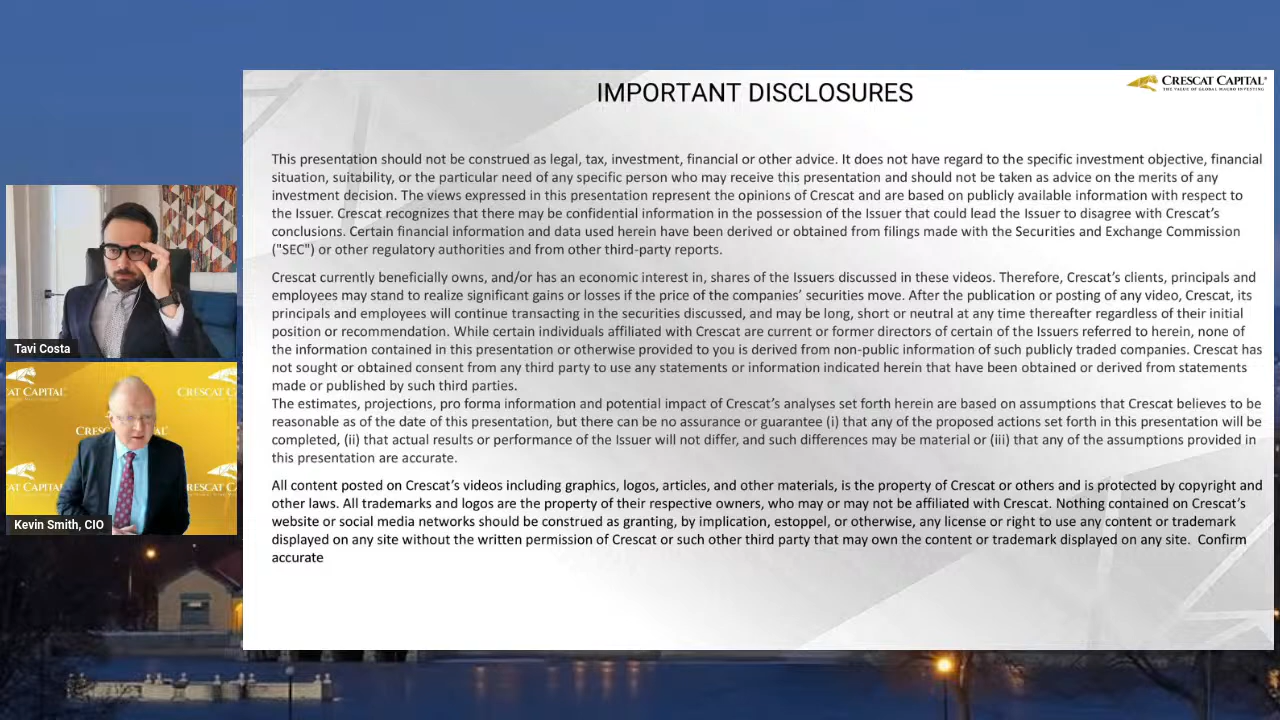 IMPORTANT DISCLOSURES
CRESCAT CAPITAL®
THE VALUE OF GLOBAL MACRO INVESTING
This presentation should not be construed as legal, tax, investment, financial or other advice. It does not have regard to the specific investment objective, financial
situation, suitability, or the particular need of any specific person who may receive this presentation and should not be taken as advice on the merits of any
investment decision. The views expressed in this presentation represent the opinions of Crescat and are based on publicly available information with respect to
the Issuer. Crescat recognizes that there may be confidential information in the possession of the Issuer that could lead the Issuer to disagree with Crescat's
conclusions. Certain financial information and data used herein have been derived or obtained from filings made with the Securities and Exchange Commission
("SEC") or other regulatory authorities and from other third-party reports.
Crescat currently beneficially owns, and/or has an economic interest in, shares of the Issuers discussed in these videos. Therefore, Crescat's clients, principals and
employees may stand to realize significant gains or losses if the price of the companies' securities move. After the publication or posting of any video, Crescat, its
principals and employees will continue transacting in the securities discussed, and may be long, short or neutral at any time thereafter regardless of their initial
position or recommendation. While certain individuals affiliated with Crescat are current or former directors of certain of the Issuers referred to herein, none of
the information contained in this presentation or otherwise provided to you is derived from non-public information of such publicly traded companies. Crescat has
not sought or obtained consent from any third party to use any statements or information indicated herein that have been obtained or derived from statements
made or published by such third parties.
The estimates, projections, pro forma information and potential impact of Crescat's analyses set forth herein are based on assumptions that Crescat believes to be
reasonable as of the date of this presentation, but there can be no assurance or guarantee (i) that any of the proposed actions set forth in this presentation will be
completed, (ii) that actual results or performance of the Issuer will not differ, and such differences may be material or (iii) that any of the assumptions provided in
this presentation are accurate.
All content posted on Crescat's videos including graphics, logos, articles, and other materials, is the property of Crescat or others and is protected by copyright and
other laws. All trademarks and logos are the property of their respective owners, who may or may not be affiliated with Crescat. Nothing contained on Crescat's
website or social media networks should be construed as granting, by implication, estoppel, or otherwise, any license or right to use any content or trademark
displayed on any site without the written permission of Crescat or such other third party that may own the content or trademark displayed on any site.  Confirm
accurate
Tavi Costa
CAT CAPITAL
CRESCAT CAP
CRES
CAT CAPITA
CRESCAT CAP
Kevin Smith, CIO